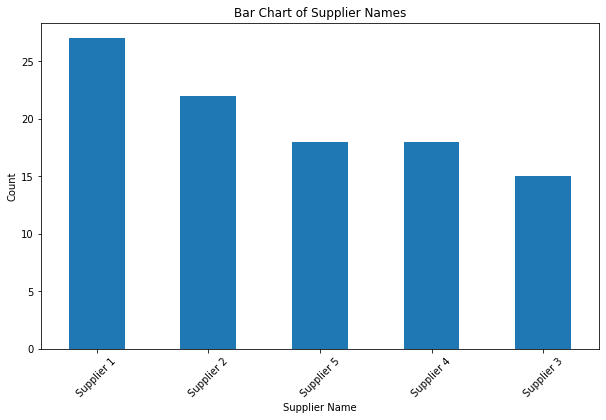 Bar Chart of Supplier Names
25
20
15
10
5
0
Count
Supplier 1
Supplier 2
Supplier 5
Supplier 4
Supplier 3
Supplier Name